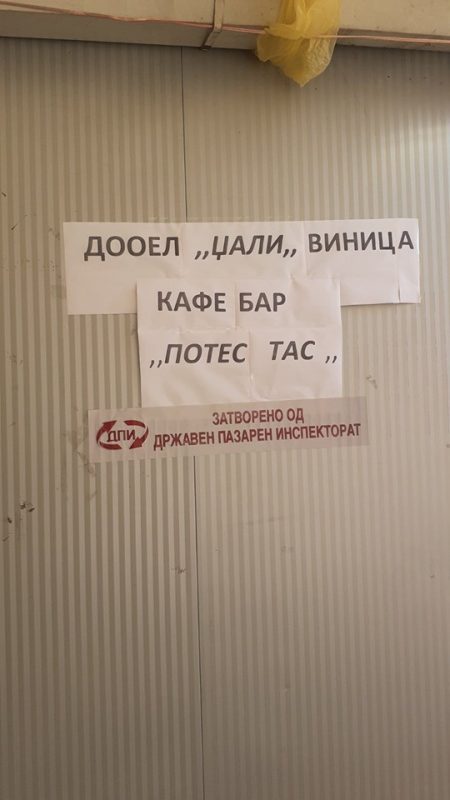 ДООЕЛ ,,ЏАЛИ,, ВИНИЦА
КАФЕ БАР
,,ПОТЕС ТАС ,,
ДПИ
ЗАТВОРЕНО ОД
ДРЖАВЕН ПАЗАРЕН ИНСПЕКТОРАТ